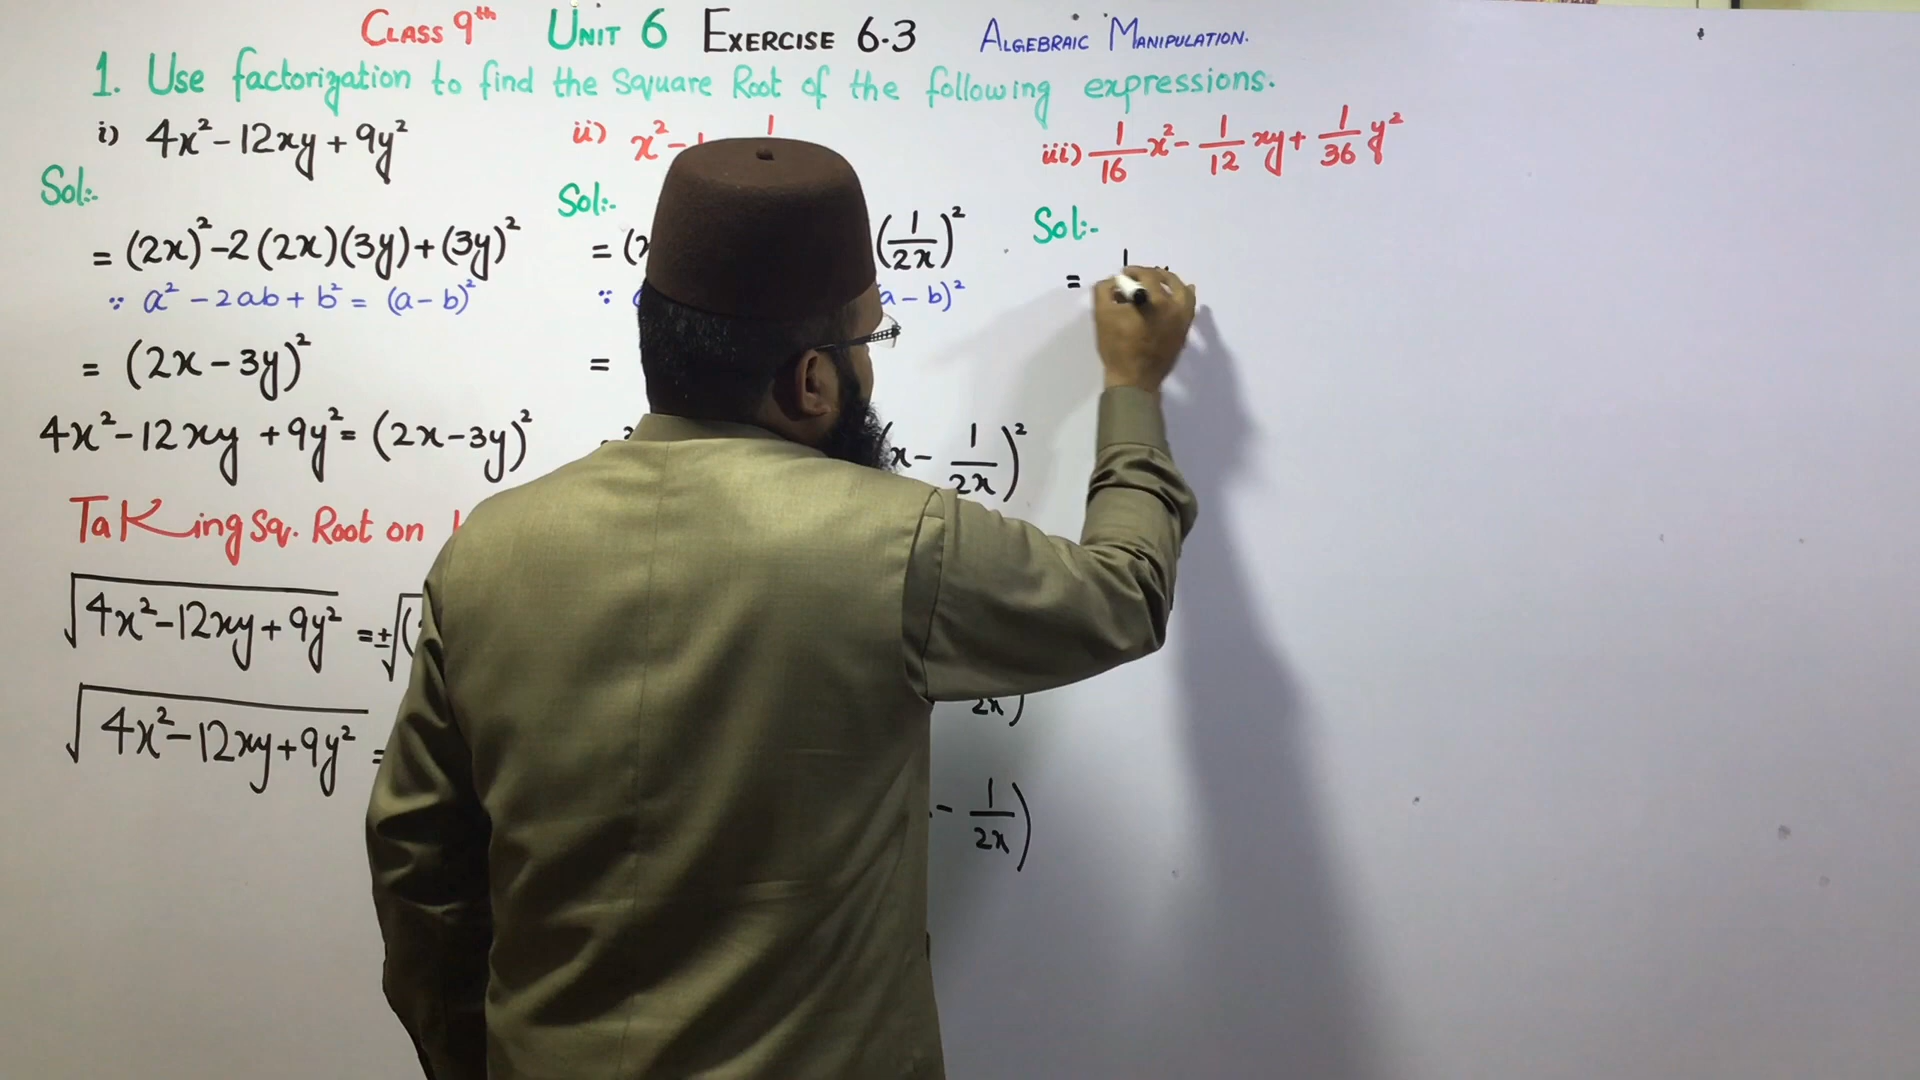 Class 9th Unit 6 Exercise 6.3 Algebraic Manipulation.
1. Use factorization to find the Square Root of the following expressions.
i) 4x² - 12xy + 9y²
Sol:-
= (2x)² - 2(2x)(3y) + (3y)²
∵ a² - 2ab + b² = (a - b)²
= (2x - 3y)²
4x² - 12xy + 9y² = (2x - 3y)²
Taking Sq. Root on
√4x² - 12xy + 9y² = ±√(
√4x² - 12xy + 9y² =
ii) x² -
Sol:-
= (x (1/2x)²
∵ a - b)²
=
x - 1/2x)²
2x)
- 1/2x)
iii) 1/16 x² - 1/12 xy + 1/36 y²
Sol:-
= 1